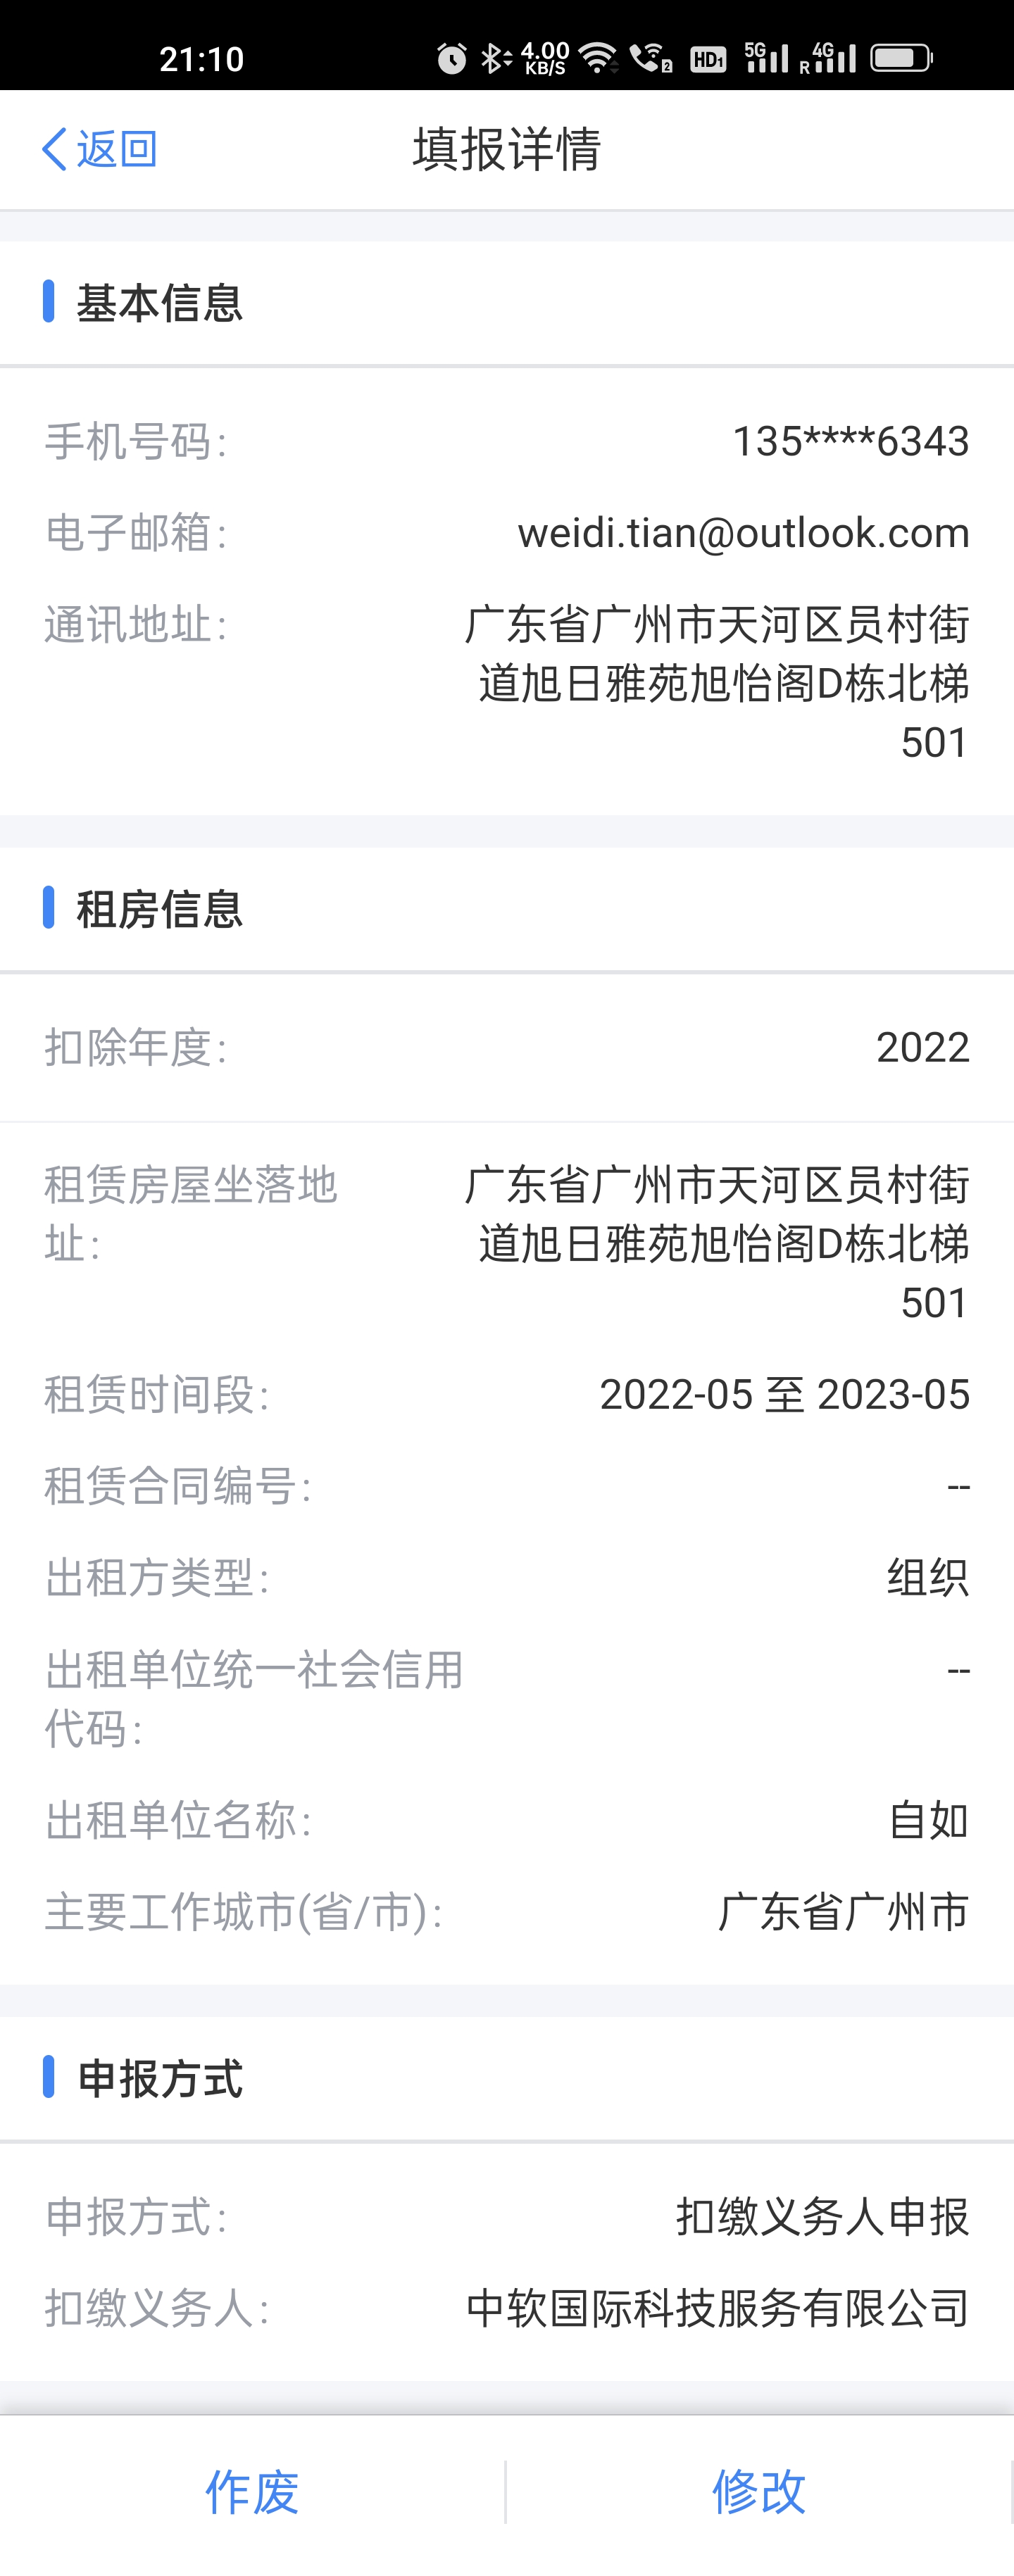 21:10
4.00
KB/S
2
HD1
5G
R
4G
返回
填报详情
基本信息
手机号码:
135****6343
电子邮箱:
weidi.tian@outlook.com
通讯地址:
广东省广州市天河区员村街
道旭日雅苑旭怡阁D栋北梯
501
租房信息
扣除年度:
2022
租赁房屋坐落地
址:
广东省广州市天河区员村街
道旭日雅苑旭怡阁D栋北梯
501
租赁时间段:
2022-05 至 2023-05
租赁合同编号:
--
出租方类型:
组织
出租单位统一社会信用
代码:
--
出租单位名称:
自如
主要工作城市(省/市):
广东省广州市
申报方式
申报方式:
扣缴义务人申报
扣缴义务人:
中软国际科技服务有限公司
作废
修改